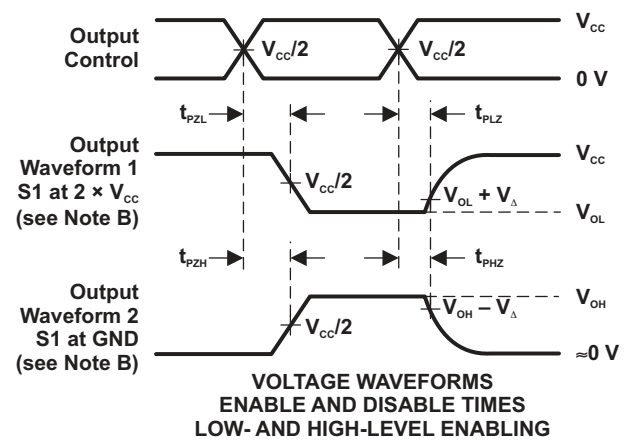 Output
Control
V_CC/2
V_CC/2
V_CC
0 V
t_PZL
t_PLZ
Output
Waveform 1
S1 at 2 × V_CC
(see Note B)
V_CC/2
V_OL + V_Δ
V_CC
V_OL
t_PZH
t_PHZ
Output
Waveform 2
S1 at GND
(see Note B)
V_CC/2
V_OH – V_Δ
V_OH
≈0 V
VOLTAGE WAVEFORMS
ENABLE AND DISABLE TIMES
LOW- AND HIGH-LEVEL ENABLING